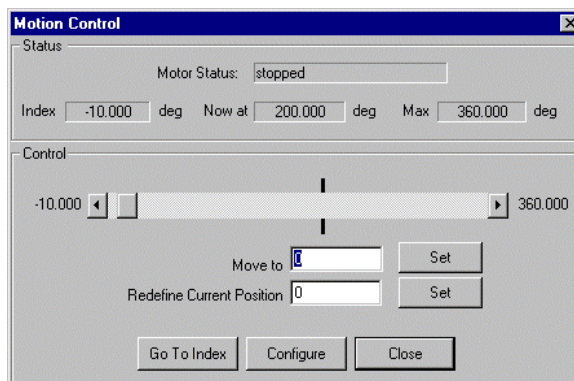 Motion Control
Status
Motor Status: stopped
Index -10.000 deg Now at 200.000 deg Max 360.000 deg
Control
-10.000 360.000
Move to 0 Set
Redefine Current Position 0 Set
Go To Index Configure Close